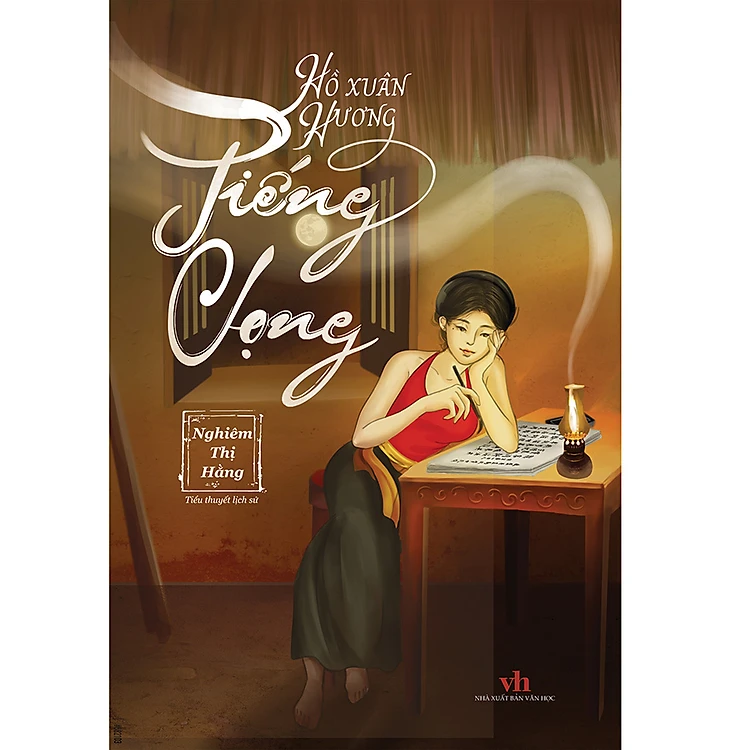 Hồ Xuân
Hương
Tiếng
Vọng
Nghiêm
Thị
Hằng
Tiểu thuyết lịch sử
vh
NHÀ XUẤT BẢN VĂN HỌC